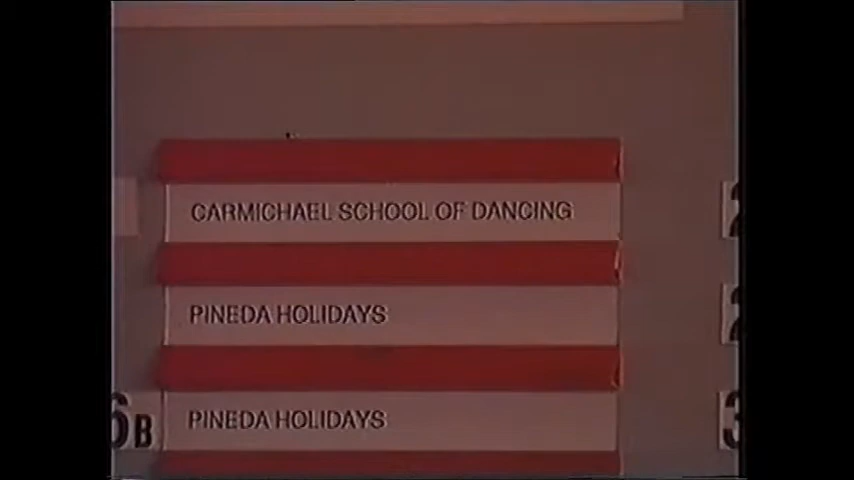 CARMICHAEL SCHOOL OF DANCING
PINEDA HOLIDAYS
6B PINEDA HOLIDAYS